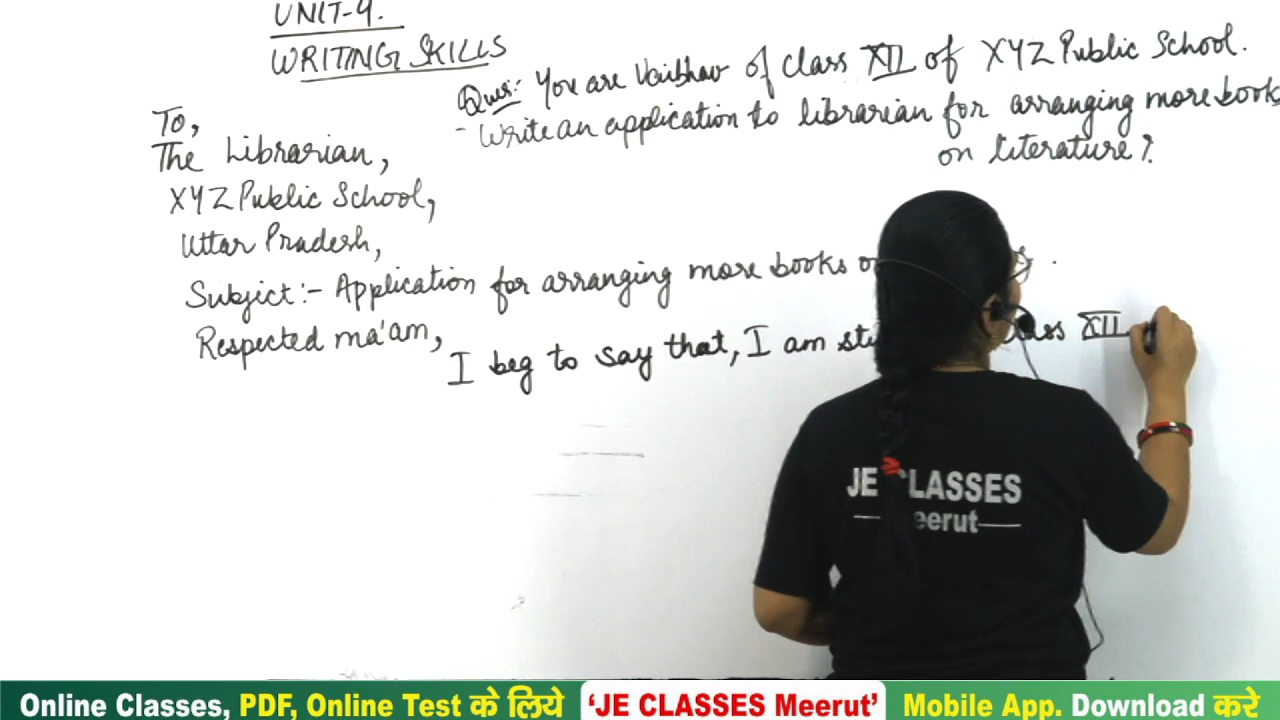 UNIT-4.
WRITING SKILLS
Ques:- You are Vaibhav of class XII of XYZ Public School.
- Write an application to librarian for arranging more books
on literature?
To,
The Librarian,
XYZ Public School,
Uttar Pradesh,
Subject:- Application for arranging more books
Respected ma'am,
I beg to say that, I am XII
JE CLASSES
Online Classes, PDF, Online Test के लिये 'JE CLASSES Meerut' Mobile App. Download करे